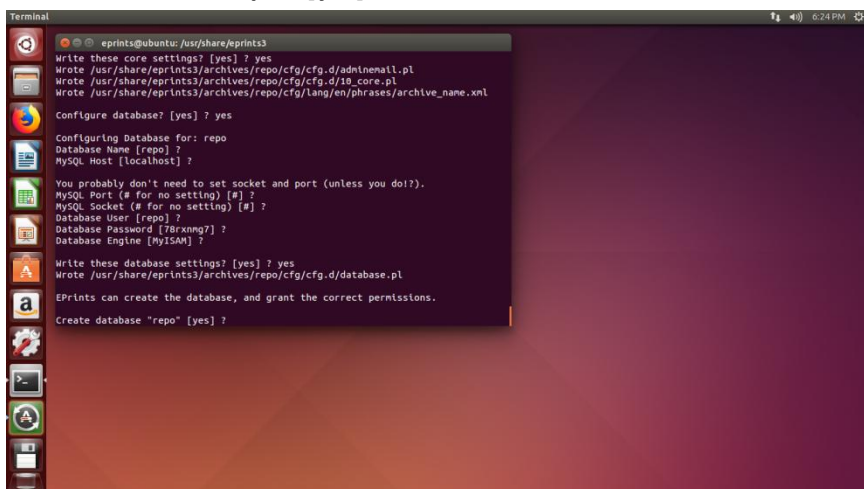 Terminal
6:24 PM
eprints@ubuntu: /usr/share/eprints3
Write these core settings? [yes] ? yes
Wrote /usr/share/eprints3/archives/repo/cfg/cfg.d/adminemail.pl
Wrote /usr/share/eprints3/archives/repo/cfg/cfg.d/10_core.pl
Wrote /usr/share/eprints3/archives/repo/cfg/lang/en/phrases/archive_name.xml
Configure database? [yes] ? yes
Configuring Database for: repo
Database Name [repo] ?
MySQL Host [localhost] ?
You probably don't need to set socket and port (unless you do!?).
MySQL Port (# for no setting) [#] ?
MySQL Socket (# for no setting) [#] ?
Database User [repo] ?
Database Password [78rxnmg7] ?
Database Engine [MyISAM] ?
Write these database settings? [yes] ? yes
Wrote /usr/share/eprints3/archives/repo/cfg/cfg.d/database.pl
EPrints can create the database, and grant the correct permissions.
Create database "repo" [yes] ?